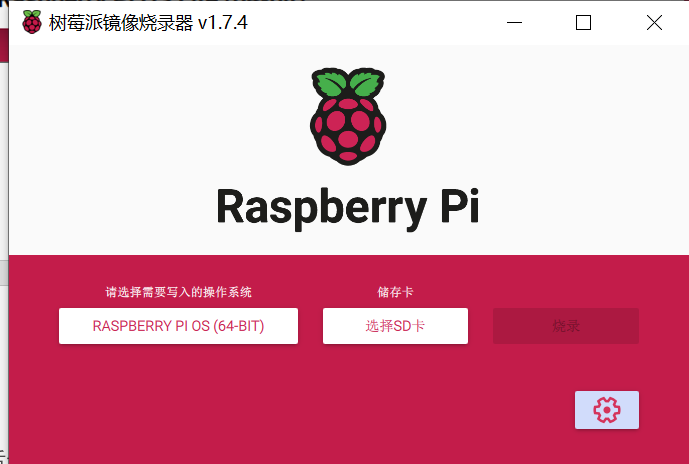 树莓派镜像烧录器 v1.7.4
Raspberry Pi
请选择需要写入的操作系统
储存卡
RASPBERRY PI OS (64-BIT)
选择SD卡
烧录